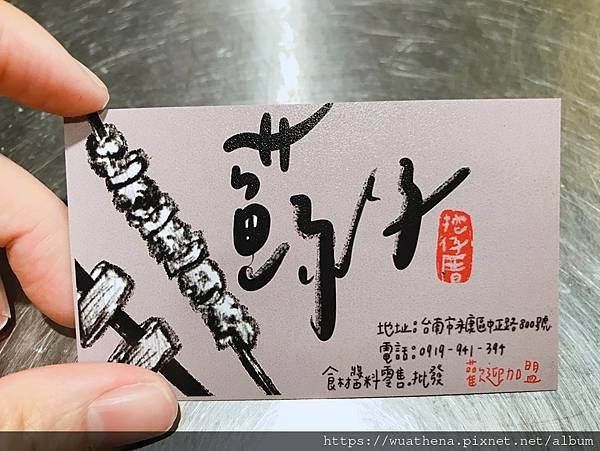 蘇仔
捲仔厝
地址：台南市永康區中正路800號
電話：0919-941-394
食材醬料零售.批發
歡迎加盟
https://wuathena.pixnet.net/album